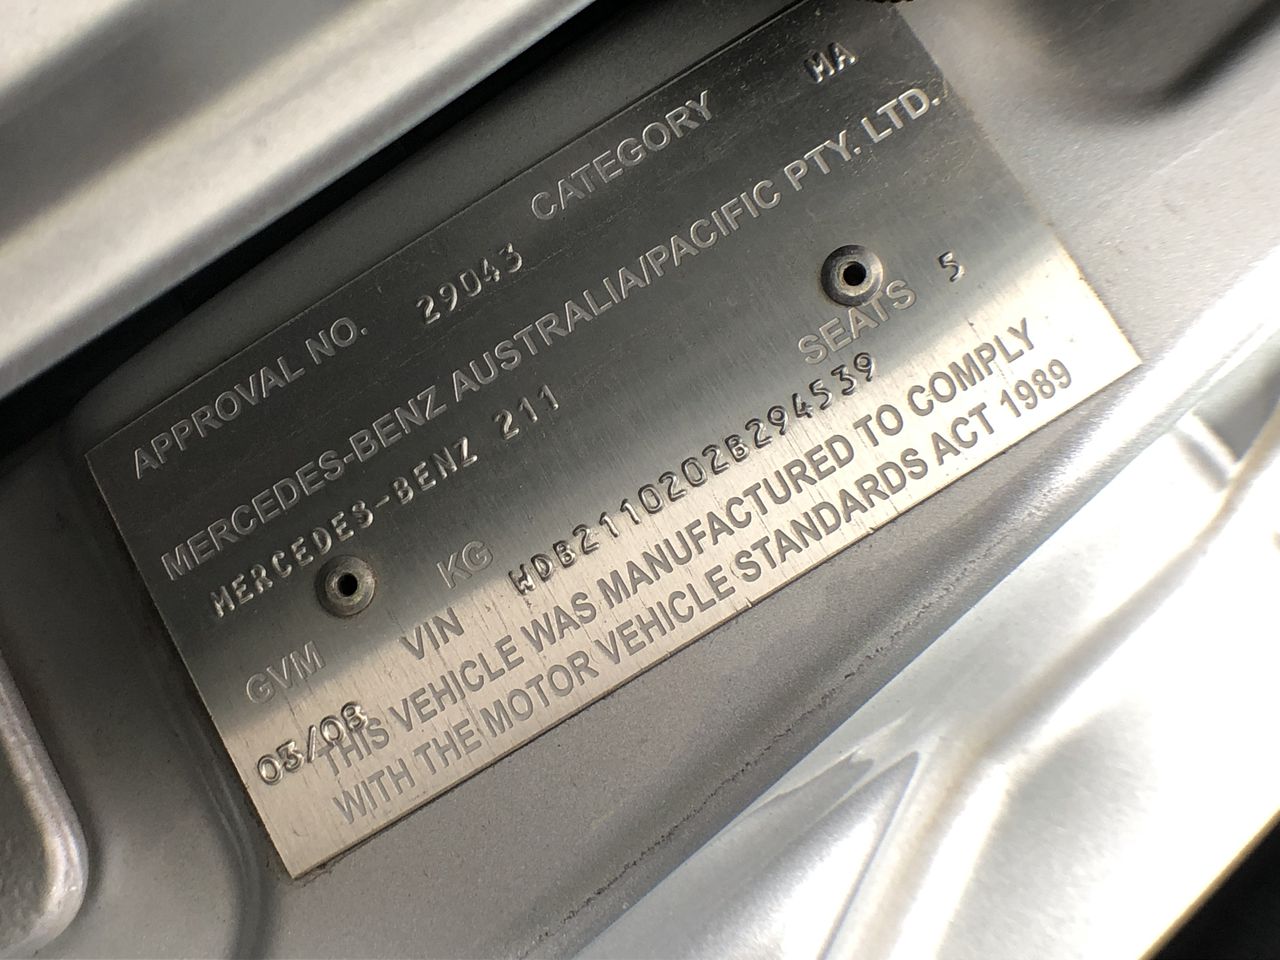 APPROVAL NO. 29043 CATEGORY MA
MERCEDES-BENZ AUSTRALIA/PACIFIC PTY. LTD.
MERCEDES-BENZ 211
GVM KG SEATS 5
VIN WDB2110202B294539
05/08
THIS VEHICLE WAS MANUFACTURED TO COMPLY
WITH THE MOTOR VEHICLE STANDARDS ACT 1989